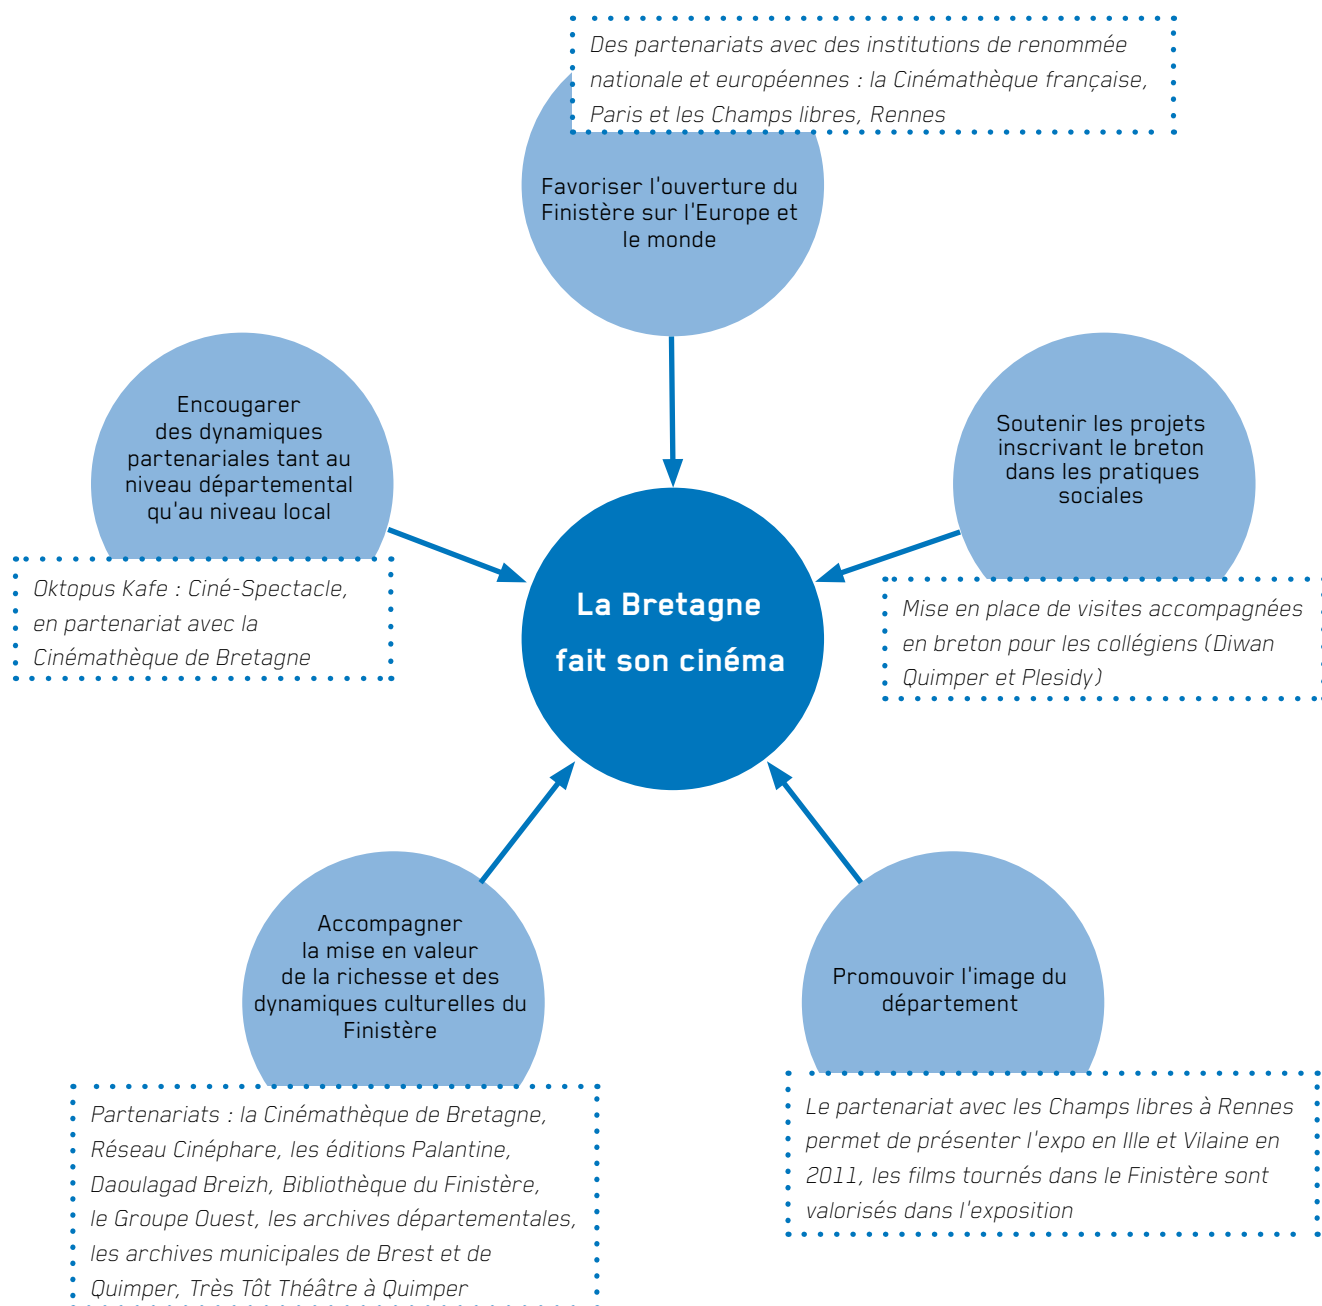 Des partenariats avec des institutions de renommée
nationale et européennes : la Cinémathèque française,
Paris et les Champs libres, Rennes
Favoriser l'ouverture du
Finistère sur l'Europe et
le monde
Encougarer
des dynamiques
partenariales tant au
niveau départemental
qu'au niveau local
Oktopus Kafe : Ciné-Spectacle,
en partenariat avec la
Cinémathèque de Bretagne
Soutenir les projets
inscrivant le breton
dans les pratiques
sociales
Mise en place de visites accompagnées
en breton pour les collégiens (Diwan
Quimper et Plesidy)
La Bretagne
fait son cinéma
Accompagner
la mise en valeur
de la richesse et des
dynamiques culturelles du
Finistère
Partenariats : la Cinémathèque de Bretagne,
Réseau Cinéphare, les éditions Palantine,
Daoulagad Breizh, Bibliothèque du Finistère,
le Groupe Ouest, les archives départementales,
les archives municipales de Brest et de
Quimper, Très Tôt Théâtre à Quimper
Promouvoir l'image du
département
Le partenariat avec les Champs libres à Rennes
permet de présenter l'expo en Ille et Vilaine en
2011, les films tournés dans le Finistère sont
valorisés dans l'exposition